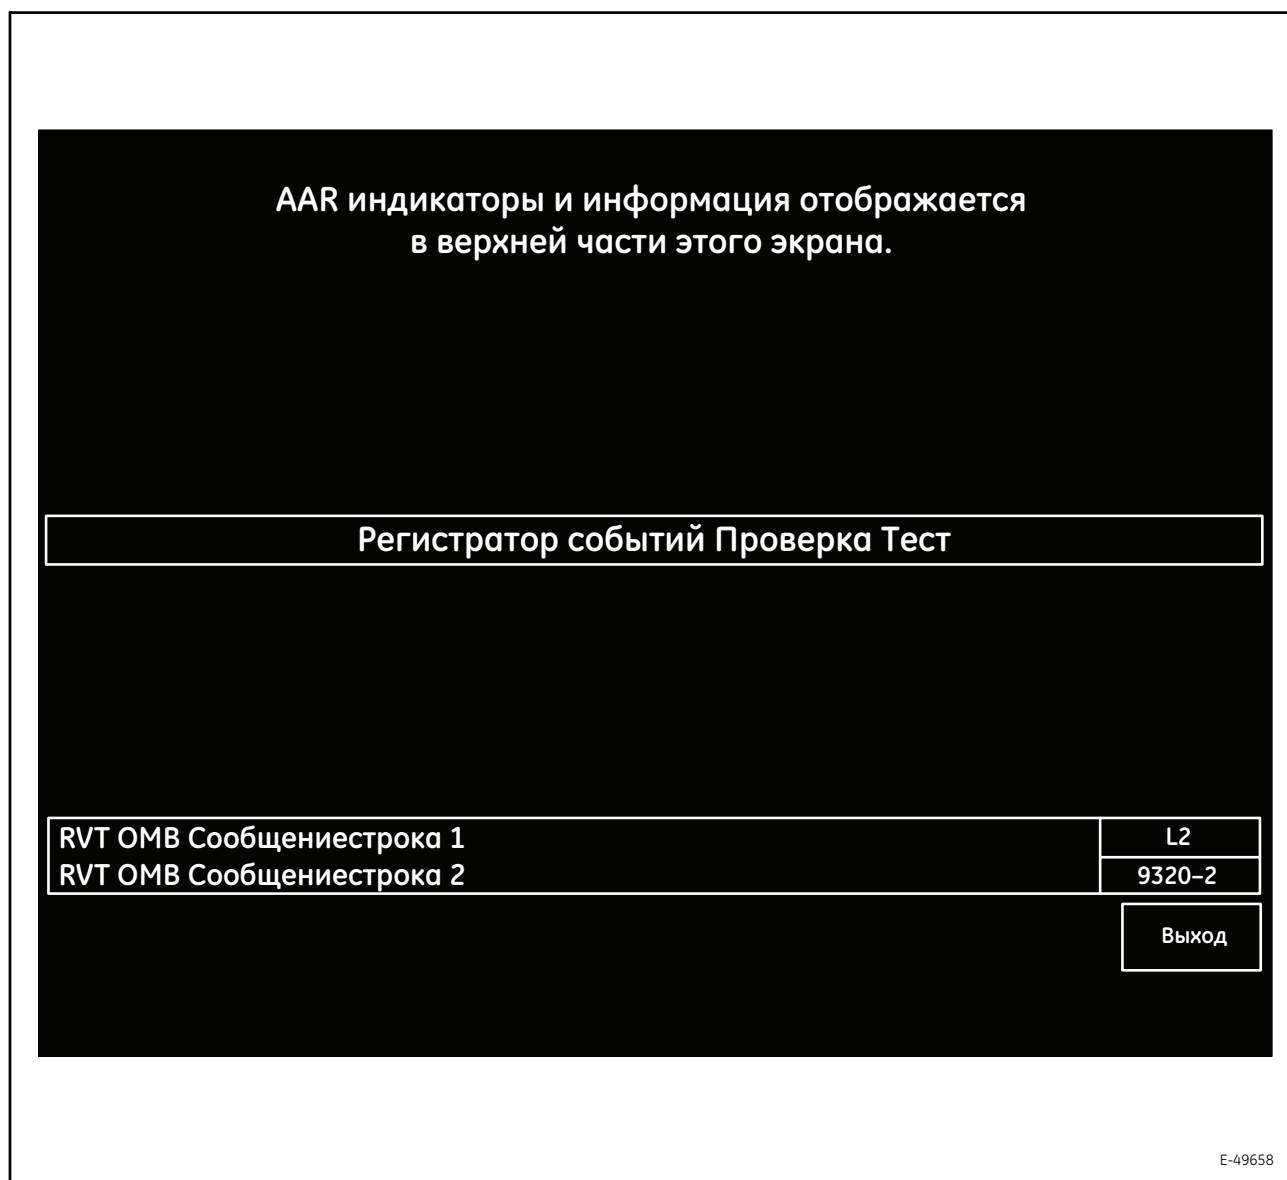 AAR индикаторы и информация отображается
в верхней части этого экрана.
Регистратор событий Проверка Тест
RVT OMB Сообщениестрока 1
L2
RVT OMB Сообщениестрока 2
9320–2
Выход
E-49658